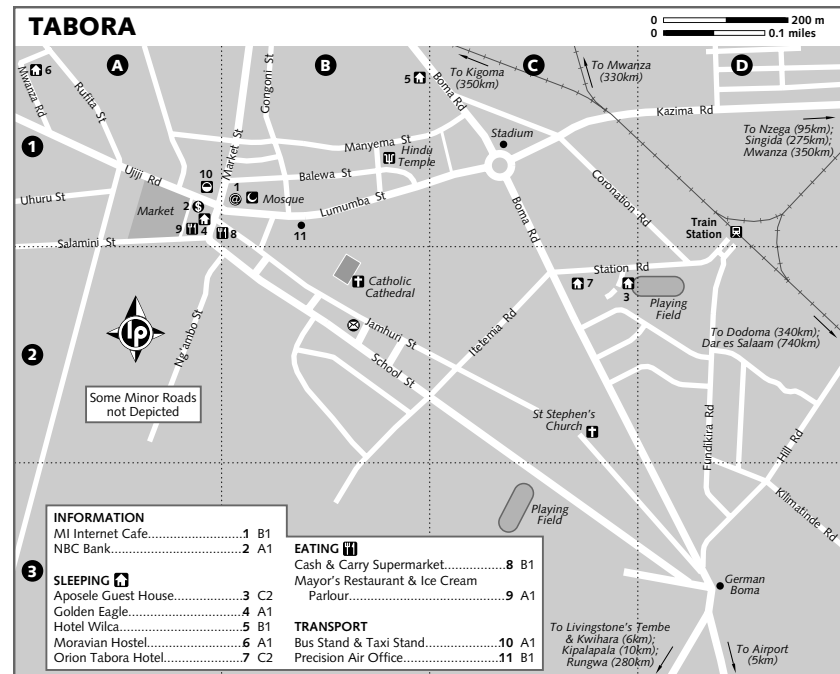 TABORA
0 200 m
0 0.1 miles
A
B
C
D
1
2
3
6
Mwanza Rd
Rufita St
Gongoni St
Market St
5
Boma Rd
To Kigoma
(350km)
To Mwanza
(330km)
Kazima Rd
To Nzega (95km);
Singida (275km);
Mwanza (350km)
Stadium
Manyema St
Hindu
Temple
Balewa St
Lumumba St
Ujiji Rd
10
1
@
Mosque
2
$
Market
Uhuru St
9
4
8
11
Salamini St
Boma Rd
Coronation Rd
Train
Station
Station Rd
7
3
Playing
Field
Catholic
Cathedral
lp
Ng'ambo St
Jamhuri St
School St
Itetemia Rd
To Dodoma (340km);
Dar es Salaam (740km)
Some Minor Roads
not Depicted
St Stephen's
Church
Fundikira Rd
Hill Rd
Kilimatinde Rd
Playing
Field
German
Boma
To Livingstone's Tembe
& Kwihara (6km);
Kipalapala (10km);
Rungwa (280km)
To Airport
(5km)
INFORMATION
MI Internet Cafe........................1 B1
NBC Bank................................2 A1
SLEEPING
Aposele Guest House...............3 C2
Golden Eagle............................4 A1
Hotel Wilca..............................5 B1
Moravian Hostel.......................6 A1
Orion Tabora Hotel...................7 C2
EATING
Cash & Carry Supermarket...............8 B1
Mayor's Restaurant & Ice Cream
Parlour...................................9 A1
TRANSPORT
Bus Stand & Taxi Stand................10 A1
Precision Air Office.......................11 B1